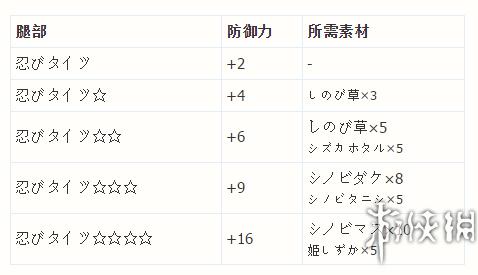 腿部 防御力 所需素材
忍びタイツ +2 -
忍びタイツ☆ +4 しのび草×3
忍びタイツ☆☆ +6 しのび草×5
シズカホタル×5
忍びタイツ☆☆☆ +9 シノビダケ×8
シノビタニシ×5
忍びタイツ☆☆☆☆ +16 シノビマス×10
姫しずか×5
游侠网